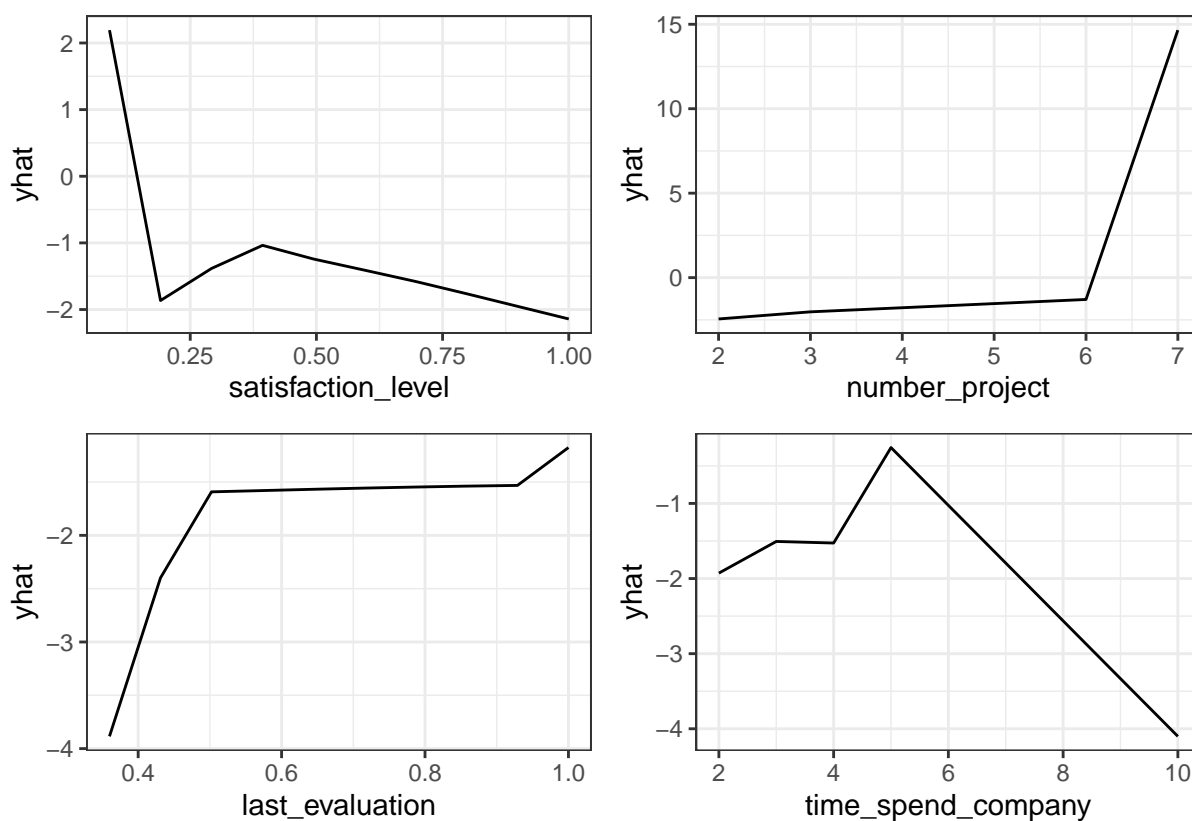 2
1
0
−1
−2
yhat
0.25 0.50 0.75 1.00
satisfaction_level
15
10
5
0
yhat
2 3 4 5 6 7
number_project
−2
−3
−4
yhat
0.4 0.6 0.8 1.0
last_evaluation
−1
−2
−3
−4
yhat
2 4 6 8 10
time_spend_company